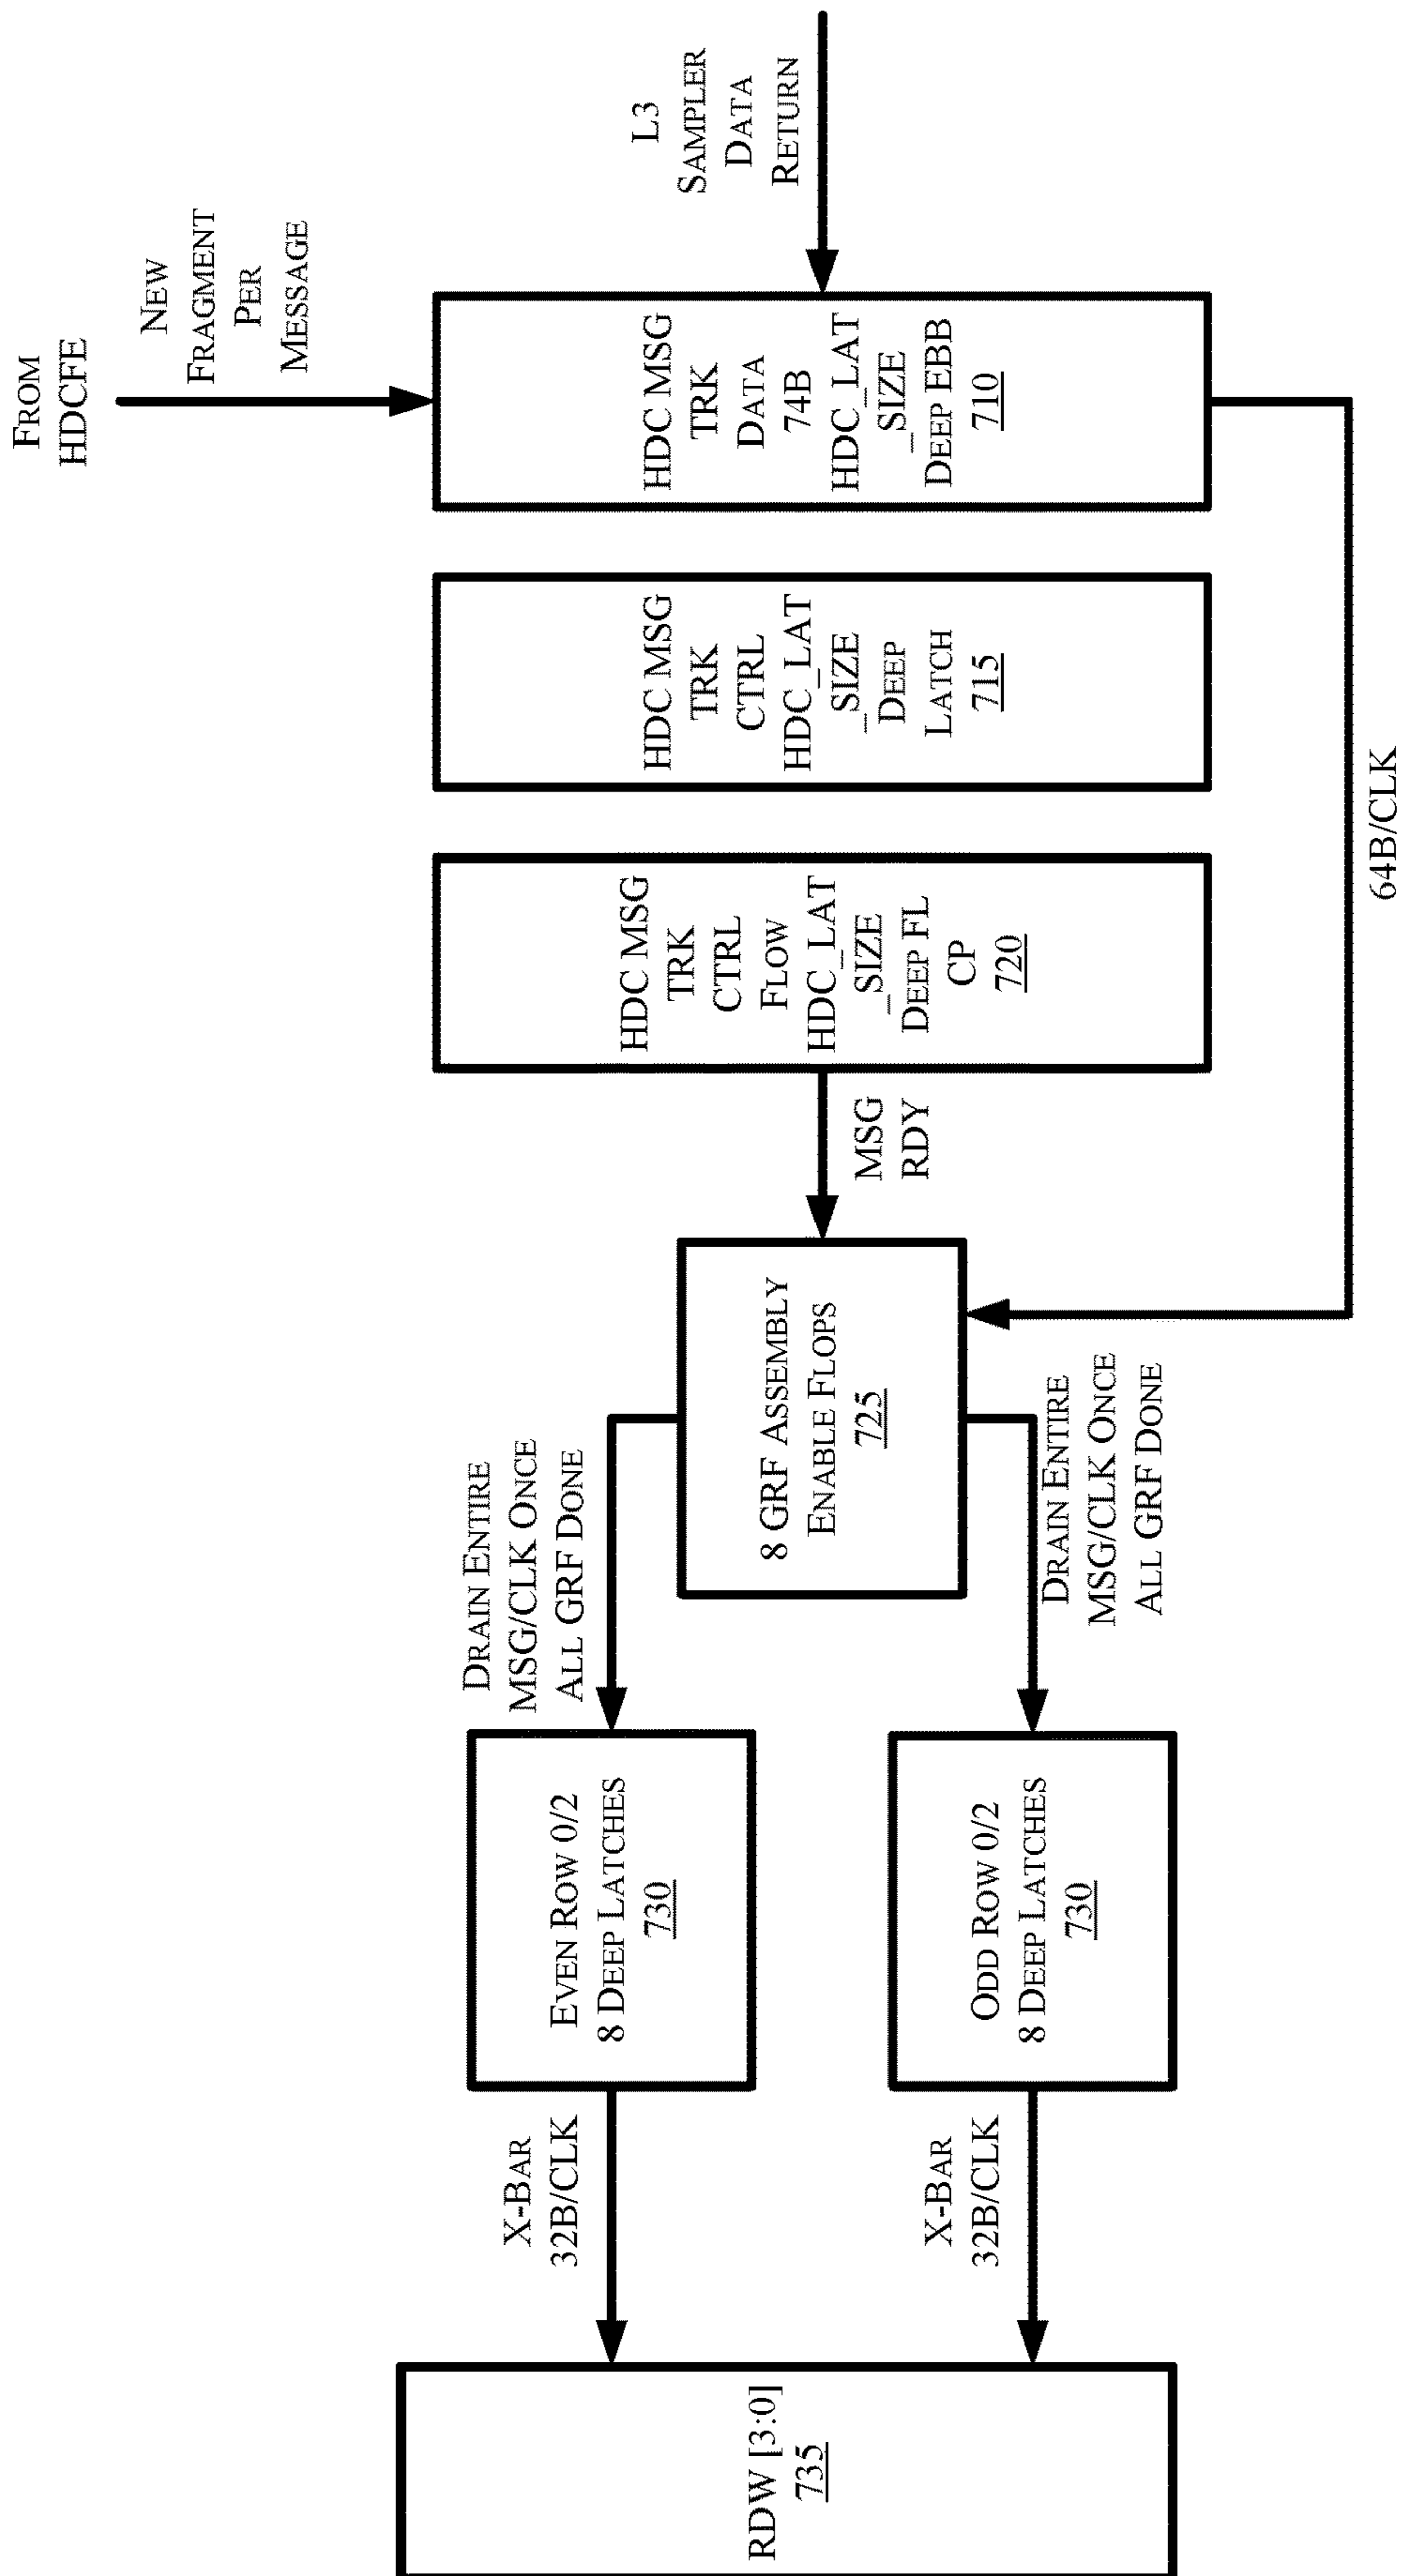 FROM
HDCFE
NEW
FRAGMENT
PER
MESSAGE
L3
SAMPLER
DATA
RETURN
HDC MSG
TRK
DATA
74B
HDC_LAT
_SIZE
DEEP EBB
710
HDC MSG
TRK
CTRL
HDC_LAT
_SIZE
DEEP
LATCH
715
HDC MSG
TRK
CTRL
FLOW
HDC_LAT
_SIZE
DEEP FL
CP
720
64B/CLK
MSG
RDY
8 GRF ASSEMBLY
ENABLE FLOPS
725
DRAIN ENTIRE
MSG/CLK ONCE
ALL GRF DONE
DRAIN ENTIRE
MSG/CLK ONCE
ALL GRF DONE
EVEN ROW 0/2
8 DEEP LATCHES
730
ODD ROW 0/2
8 DEEP LATCHES
730
X-BAR
32B/CLK
X-BAR
32B/CLK
RDW [3:0]
735